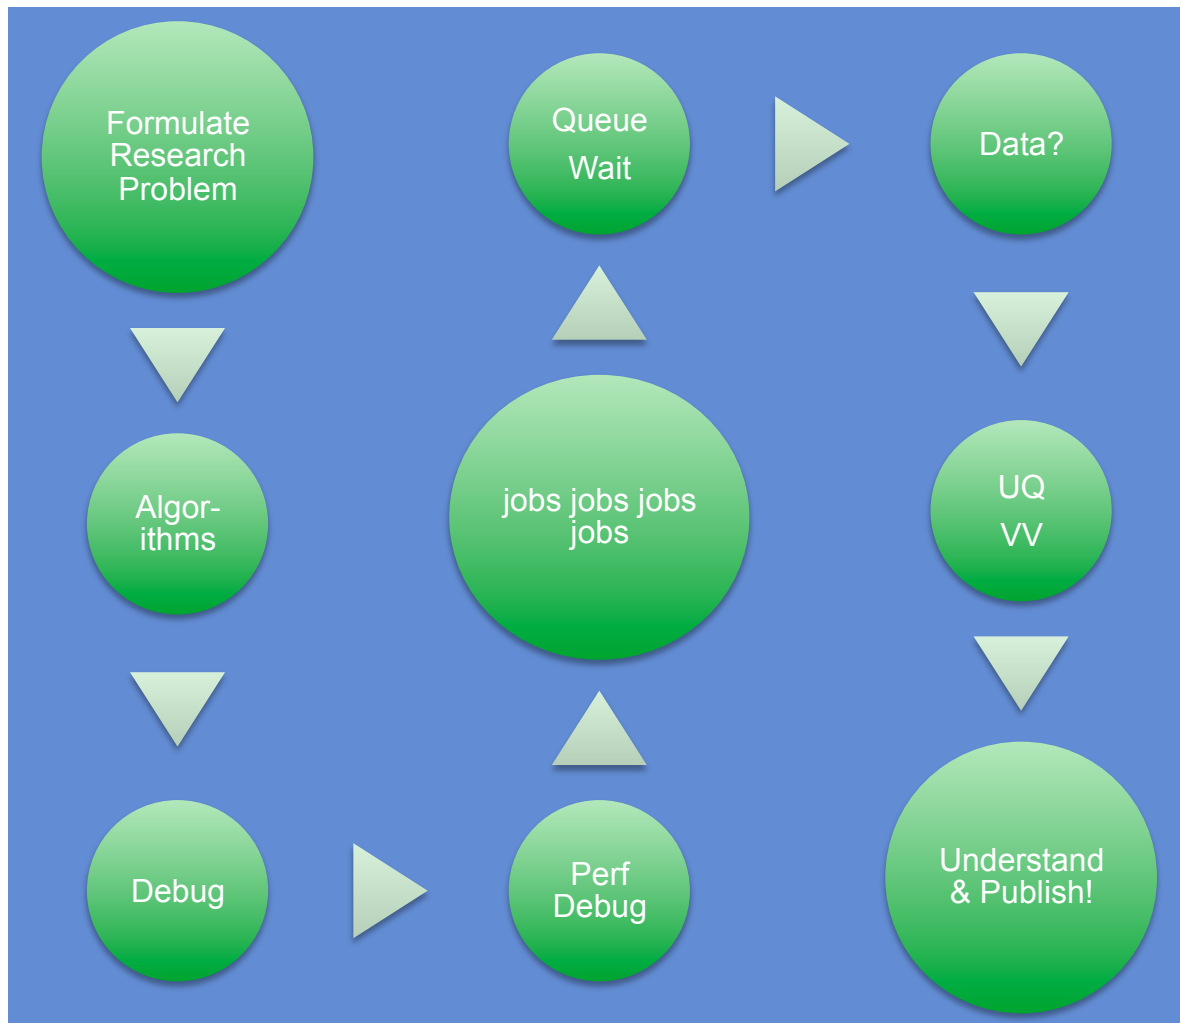 Formulate
Research
Problem
Algor-
ithms
Debug
Perf
Debug
jobs jobs jobs
jobs
Queue
Wait
Data?
UQ
VV
Understand
& Publish!